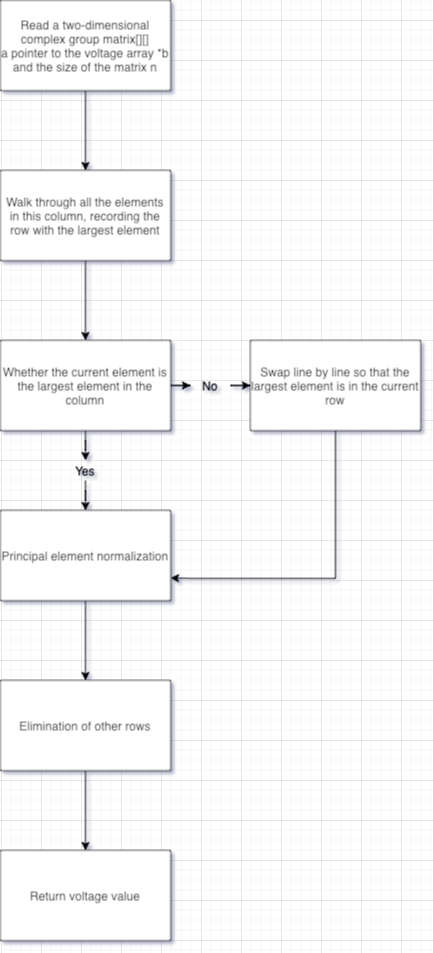 Read a two-dimensional
complex group matrix[][]
a pointer to the voltage array *b
and the size of the matrix n
Walk through all the elements
in this column, recording the
row with the largest element
Whether the current element is
the largest element in the
column
No
Swap line by line so that the
largest element is in the current
row
Yes
Principal element normalization
Elimination of other rows
Return voltage value